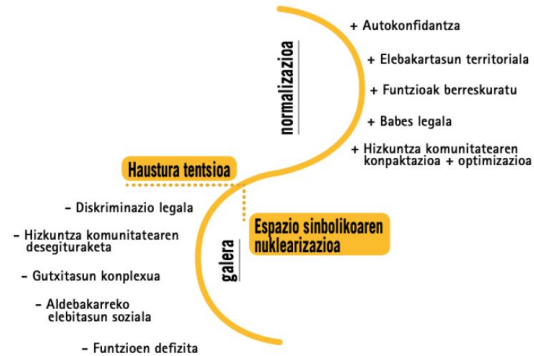 + Autokonfidantza
+ Elebakartasun territoriala
normalizazioa
+ Funtzioak berreskuratu
+ Babes legala
+ Hizkuntza komunitatearen
konpaktazioa + optimizazioa
Haustura tentsioa
- Diskriminazio legala
Espazio sinbolikoaren
nuklearizazioa
- Hizkuntza komunitatearen
desegituraketa
galera
- Gutxitasun konplexua
- Aldebakarreko
elebitasun soziala
- Funtzioen defizita